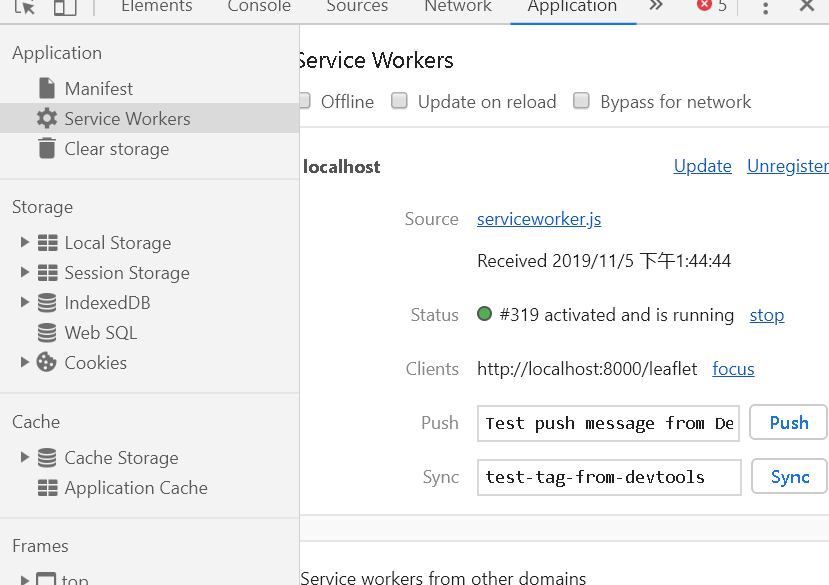 Elements Console Sources Network Application » 5
Application
Manifest
Service Workers
Clear storage
Storage
Local Storage
Session Storage
IndexedDB
Web SQL
Cookies
Cache
Cache Storage
Application Cache
Frames
top
Service Workers
Offline Update on reload Bypass for network
localhost Update Unregister
Source serviceworker.js
Received 2019/11/5 下午1:44:44
Status #319 activated and is running stop
Clients http://localhost:8000/leaflet focus
Push Test push message from De Push
Sync test-tag-from-devtools Sync
Service workers from other domains